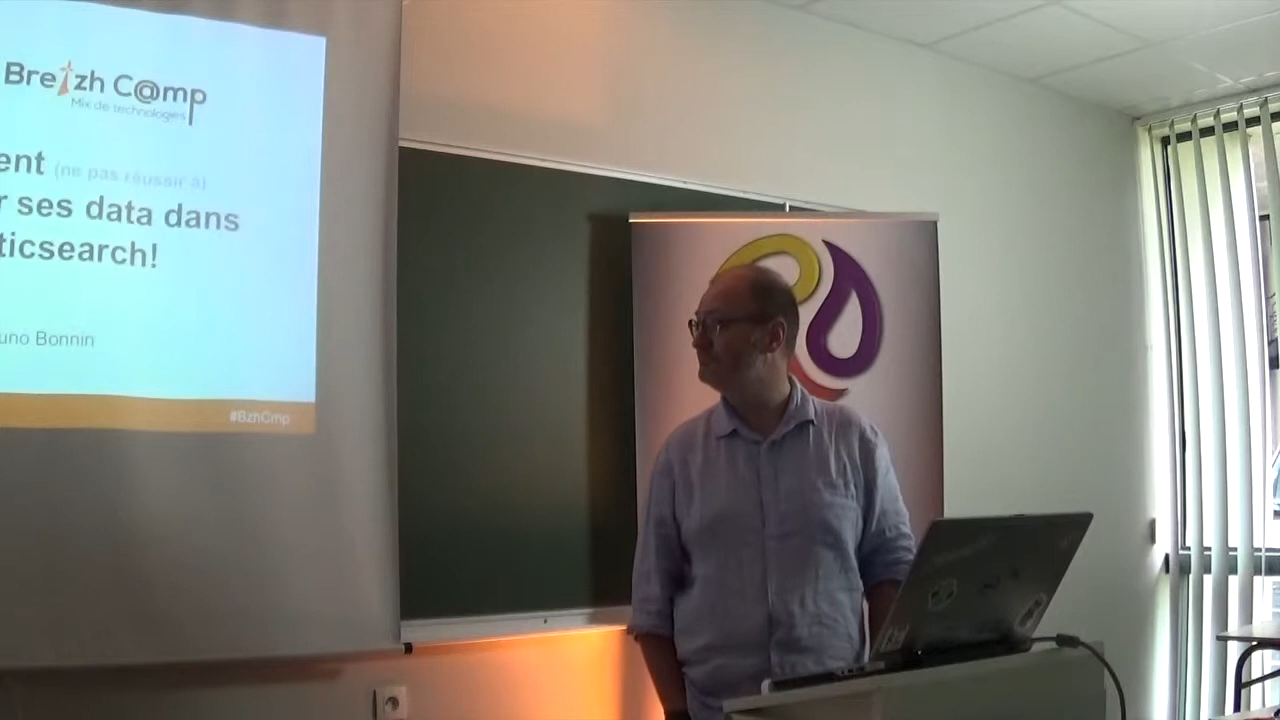 Breizh C@mp
Mix de technologies
ent (ne pas réussir à)
r ses data dans
ticsearch!
uno Bonnin
#BzhCmp